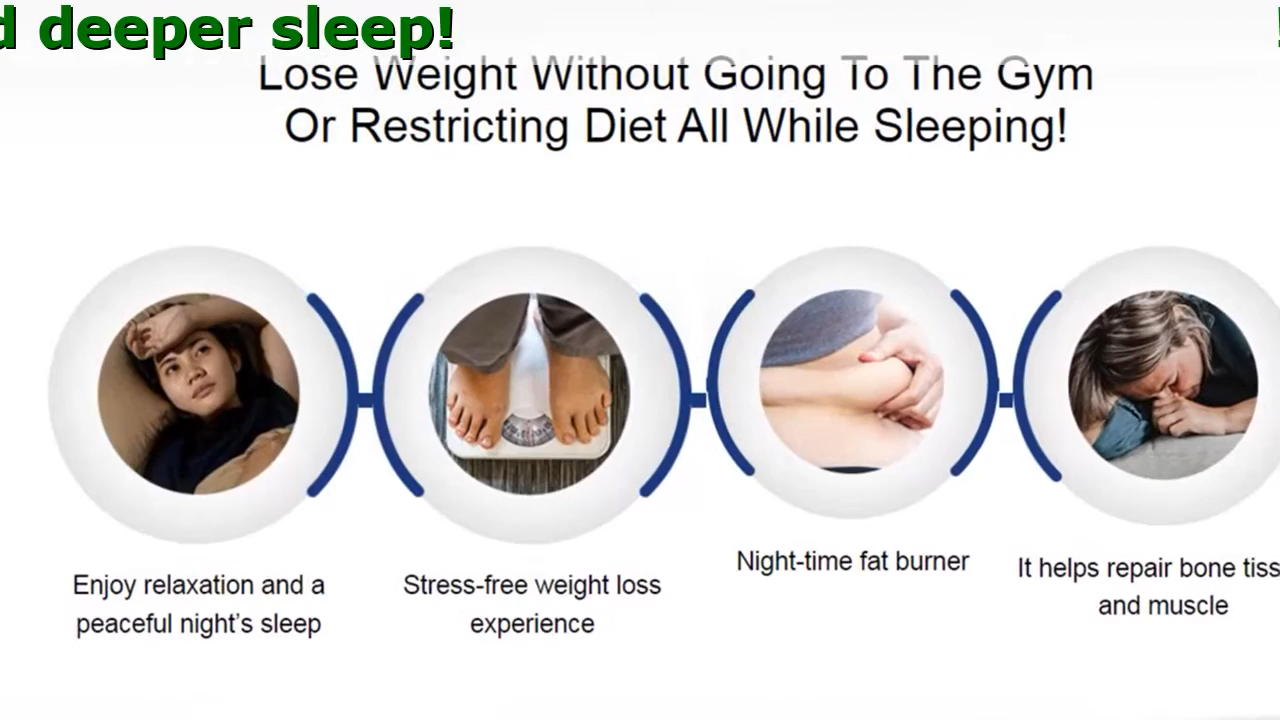 deeper sleep!
Lose Weight Without Going To The Gym
Or Restricting Diet All While Sleeping!
Enjoy relaxation and a
peaceful night's sleep
Stress-free weight loss
experience
Night-time fat burner
It helps repair bone
and muscle